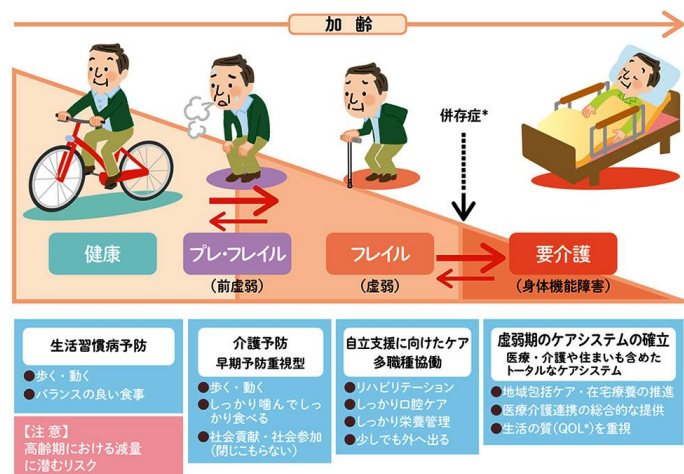 加齢
併存症*
健康
プレ・フレイル
(前虚弱)
フレイル
(虚弱)
要介護
(身体機能障害)
生活習慣病予防
●歩く・動く
●バランスの良い食事
【注意】
高齢期における減量
に潜むリスク
介護予防
早期予防重視型
●歩く・動く
●しっかり噛んでしっ
かり食べる
●社会貢献・社会参加
(閉じこもらない)
自立支援に向けたケア
多職種協働
●リハビリテーション
●しっかり口腔ケア
●しっかり栄養管理
●少しでも外へ出る
虚弱期のケアシステムの確立
医療・介護や住まいも含めた
トータルなケアシステム
●地域包括ケア・在宅療養の推進
●医療介護連携の総合的な提供
●生活の質(QOL*)を重視